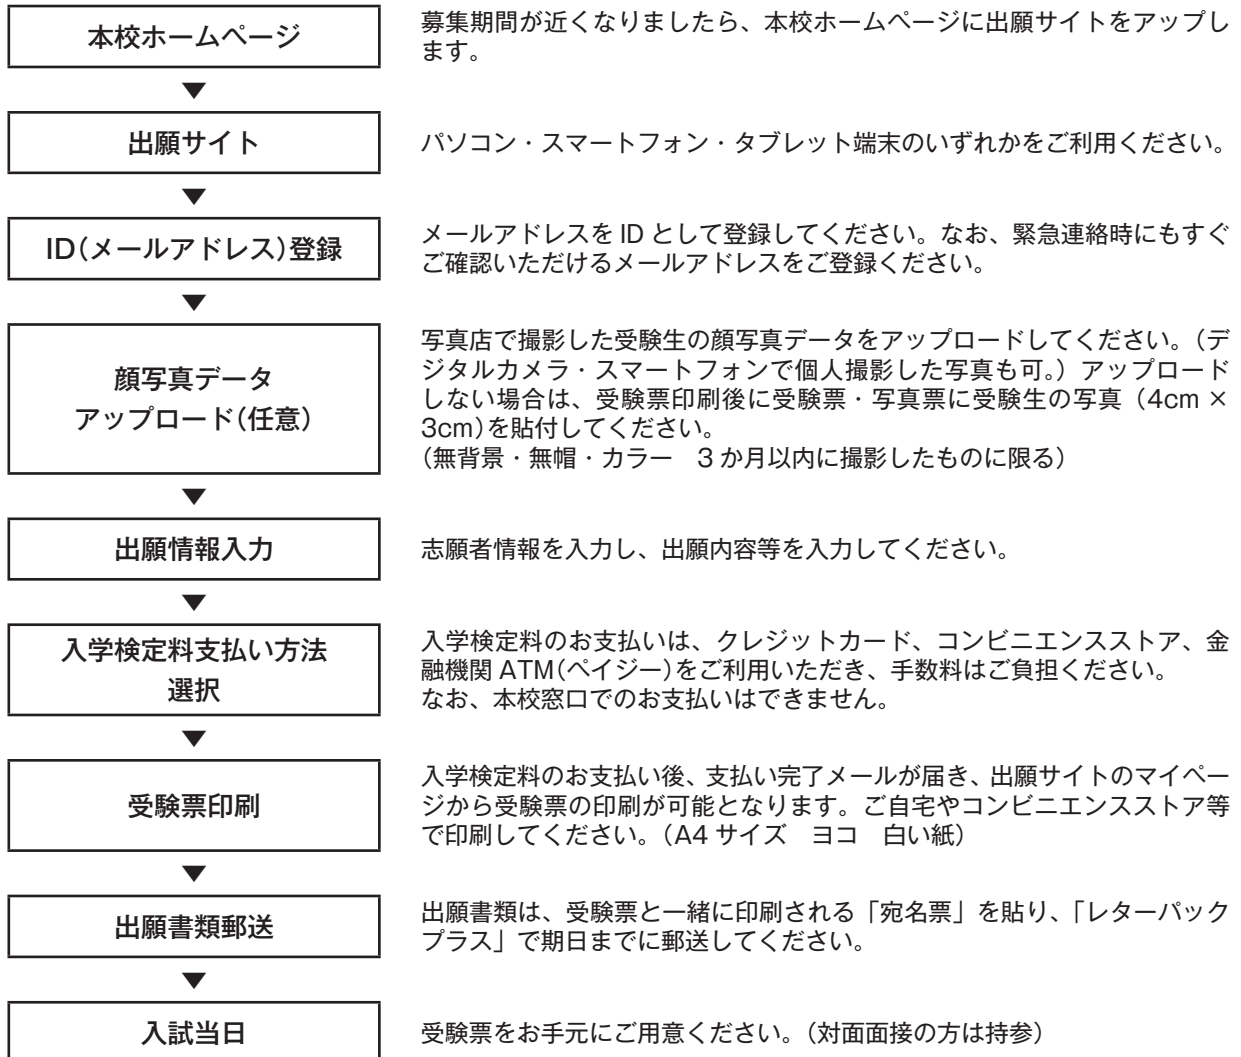 本校ホームページ
募集期間が近くなりましたら、本校ホームページに出願サイトをアップし
ます。
▼
出願サイト
パソコン・スマートフォン・タブレット端末のいずれかをご利用ください。
▼
ID(メールアドレス)登録
メールアドレスを ID として登録してください。なお、緊急連絡時にもすぐ
ご確認いただけるメールアドレスをご登録ください。
▼
顔写真データ
アップロード(任意)
写真店で撮影した受験生の顔写真データをアップロードしてください。（デ
ジタルカメラ・スマートフォンで個人撮影した写真も可。）アップロード
しない場合は、受験票印刷後に受験票・写真票に受験生の写真（4cm ×
3cm）を貼付してください。
（無背景・無帽・カラー　3 か月以内に撮影したものに限る）
▼
出願情報入力
志願者情報を入力し、出願内容等を入力してください。
▼
入学検定料支払い方法
選択
入学検定料のお支払いは、クレジットカード、コンビニエンスストア、金
融機関 ATM(ペイジー)をご利用いただき、手数料はご負担ください。
なお、本校窓口でのお支払いはできません。
▼
受験票印刷
入学検定料のお支払い後、支払い完了メールが届き、出願サイトのマイペー
ジから受験票の印刷が可能となります。ご自宅やコンビニエンスストア等
で印刷してください。（A4 サイズ　ヨコ　白い紙）
▼
出願書類郵送
出願書類は、受験票と一緒に印刷される「宛名票」を貼り、「レターパック
プラス」で期日までに郵送してください。
▼
入試当日
受験票をお手元にご用意ください。（対面面接の方は持参）